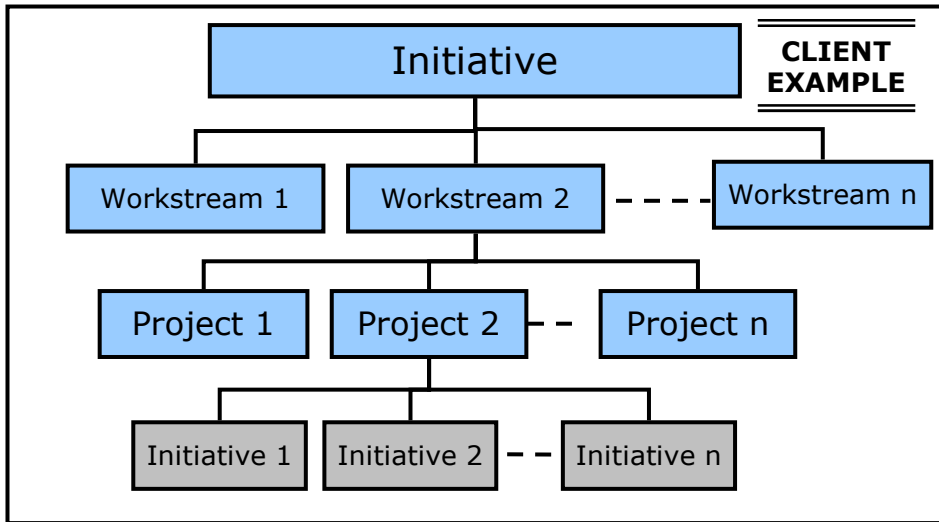 Initiative
CLIENT
EXAMPLE
Workstream 1
Workstream 2
Workstream n
Project 1
Project 2
Project n
Initiative 1
Initiative 2
Initiative n